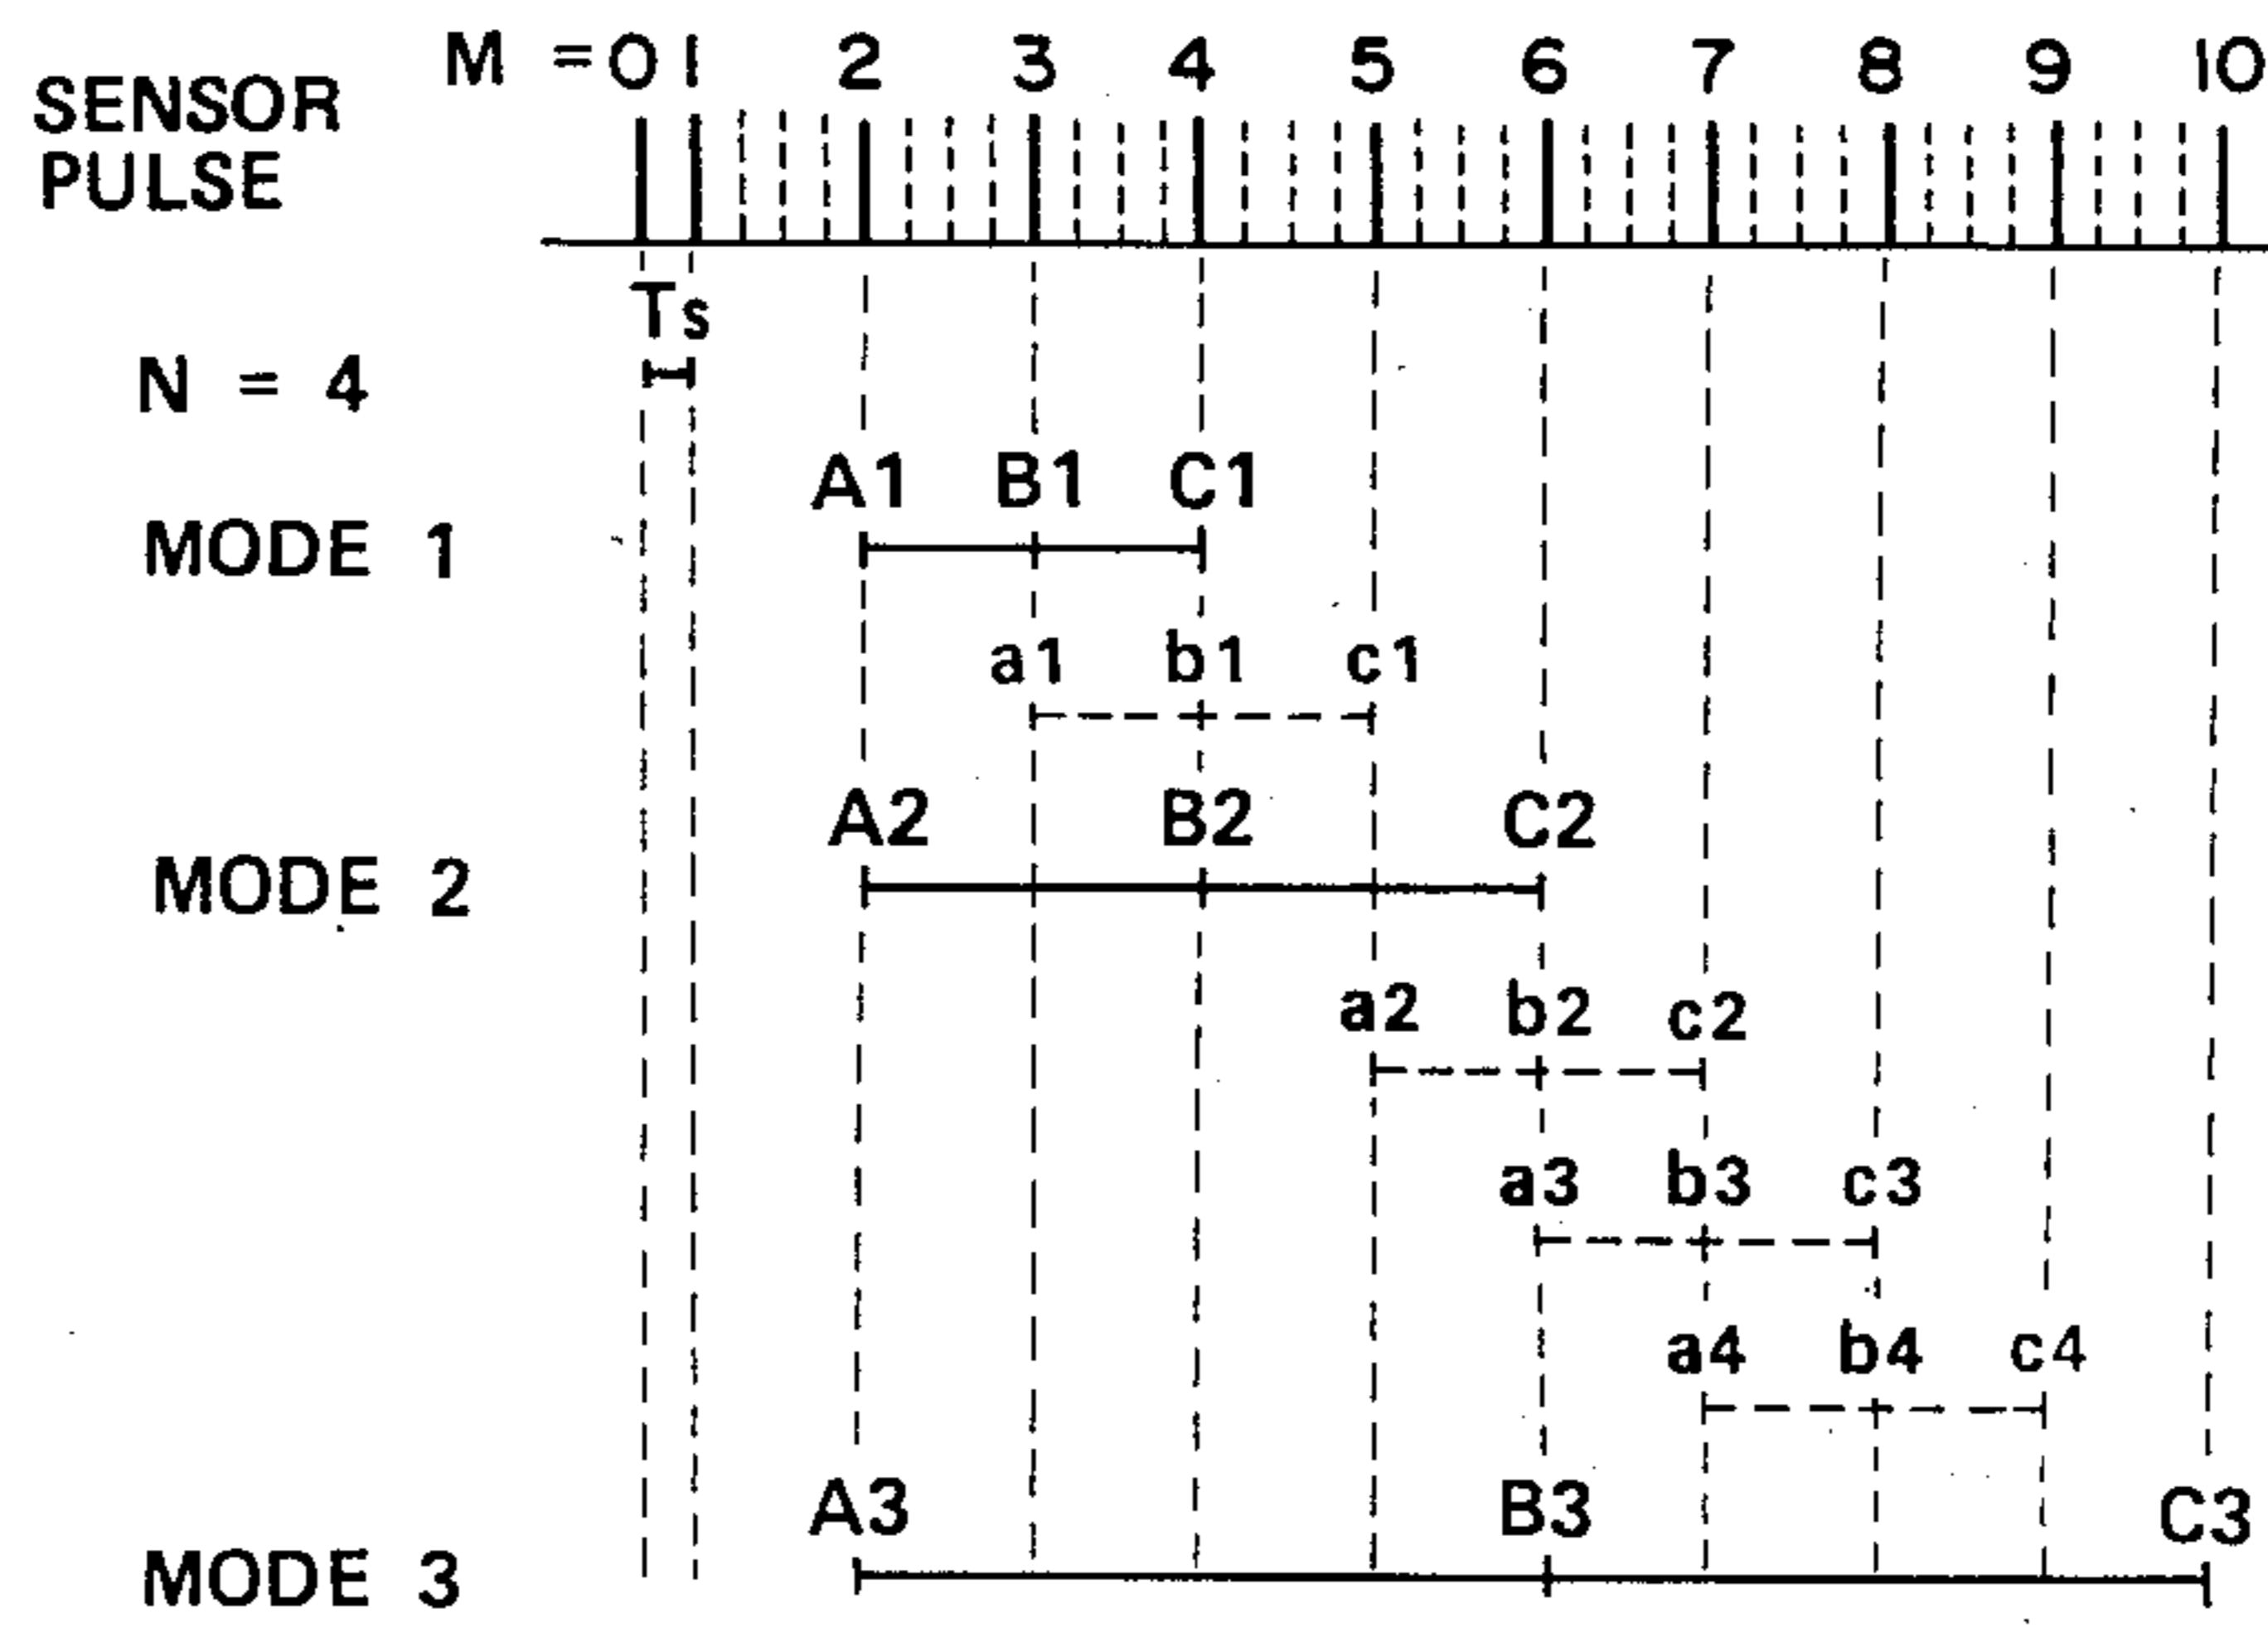 M = 0 1 2 3 4 5 6 7 8 9 10
SENSOR
PULSE
Ts
N = 4
A1 B1 C1
MODE 1
a1 b1 c1
A2 B2 C2
MODE 2
a2 b2 c2
a3 b3 c3
a4 b4 c4
A3 B3 C3
MODE 3